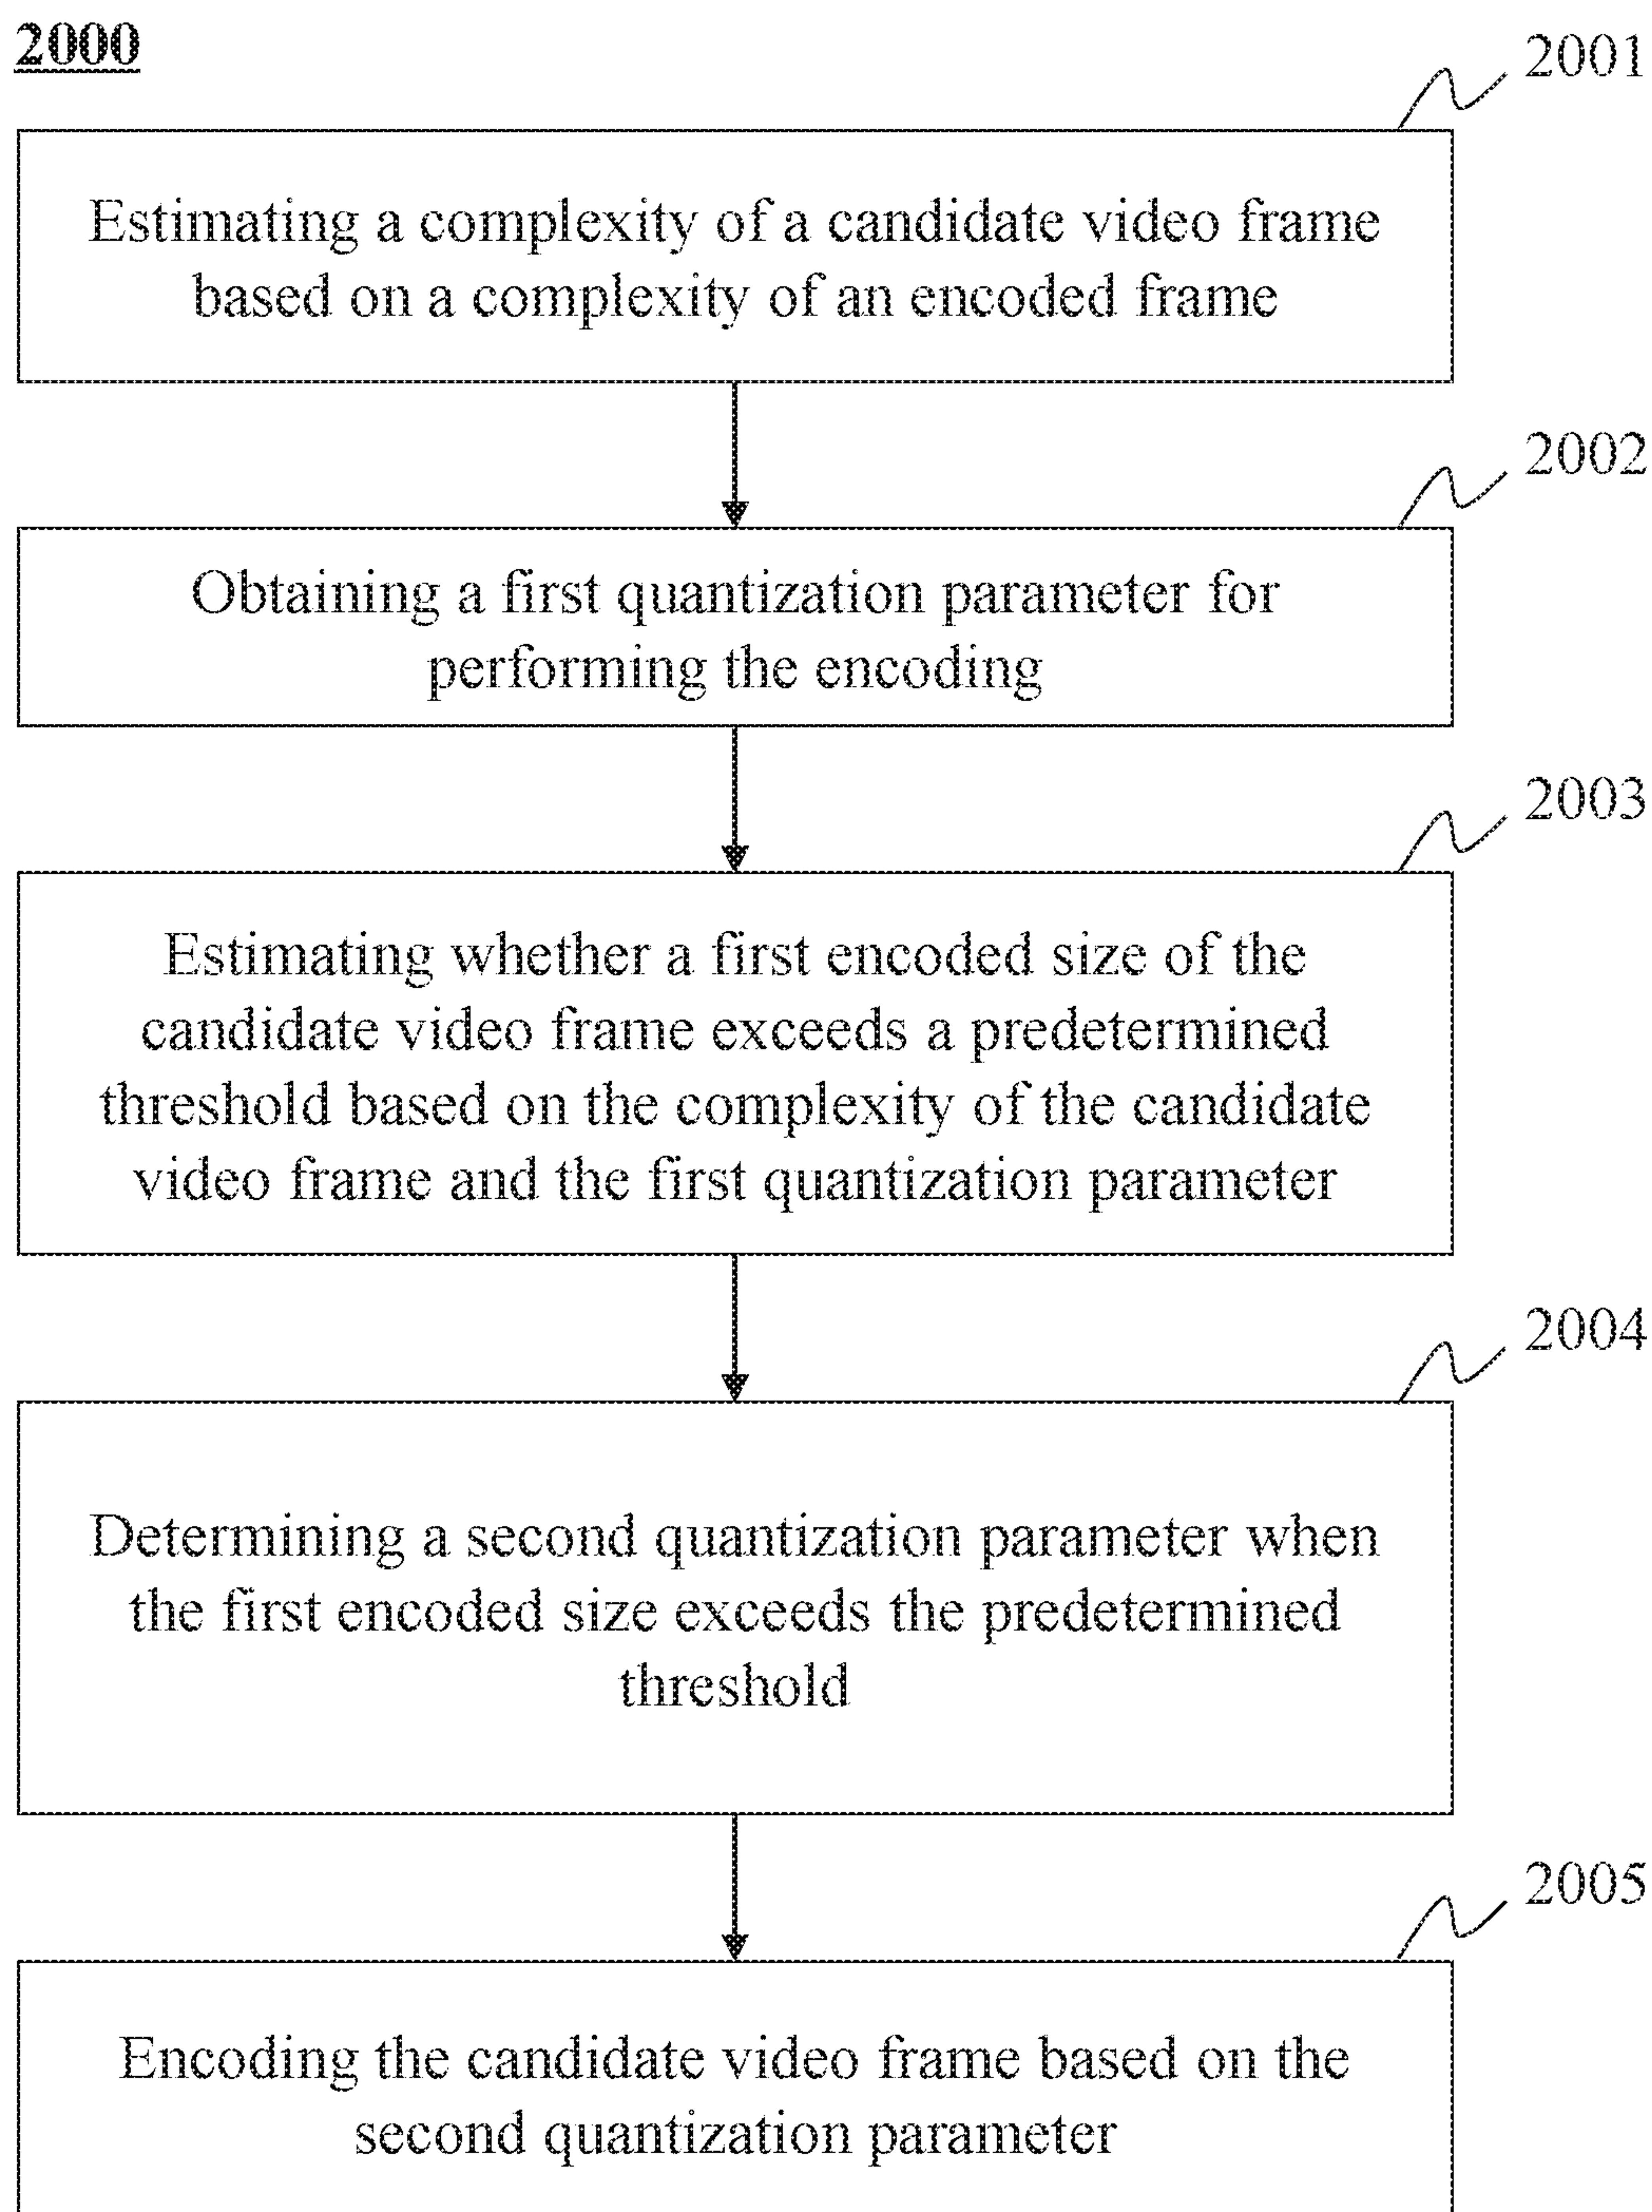 2000
2001
Estimating a complexity of a candidate video frame
based on a complexity of an encoded frame
2002
Obtaining a first quantization parameter for
performing the encoding
2003
Estimating whether a first encoded size of the
candidate video frame exceeds a predetermined
threshold based on the complexity of the candidate
video frame and the first quantization parameter
2004
Determining a second quantization parameter when
the first encoded size exceeds the predetermined
threshold
2005
Encoding the candidate video frame based on the
second quantization parameter